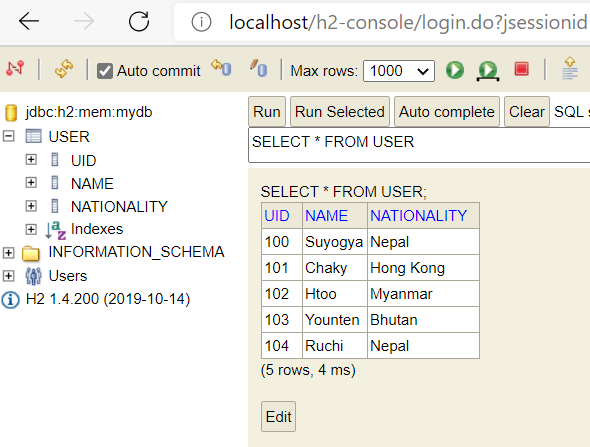 localhost/h2-console/login.do?jsessionid
Auto commit Max rows: 1000
jdbc:h2:mem:mydb
USER
UID
NAME
NATIONALITY
Indexes
INFORMATION_SCHEMA
Users
H2 1.4.200 (2019-10-14)
Run Run Selected Auto complete Clear SQL s
SELECT * FROM USER
SELECT * FROM USER;
UID NAME NATIONALITY
100 Suyogya Nepal
101 Chaky Hong Kong
102 Htoo Myanmar
103 Younten Bhutan
104 Ruchi Nepal
(5 rows, 4 ms)
Edit